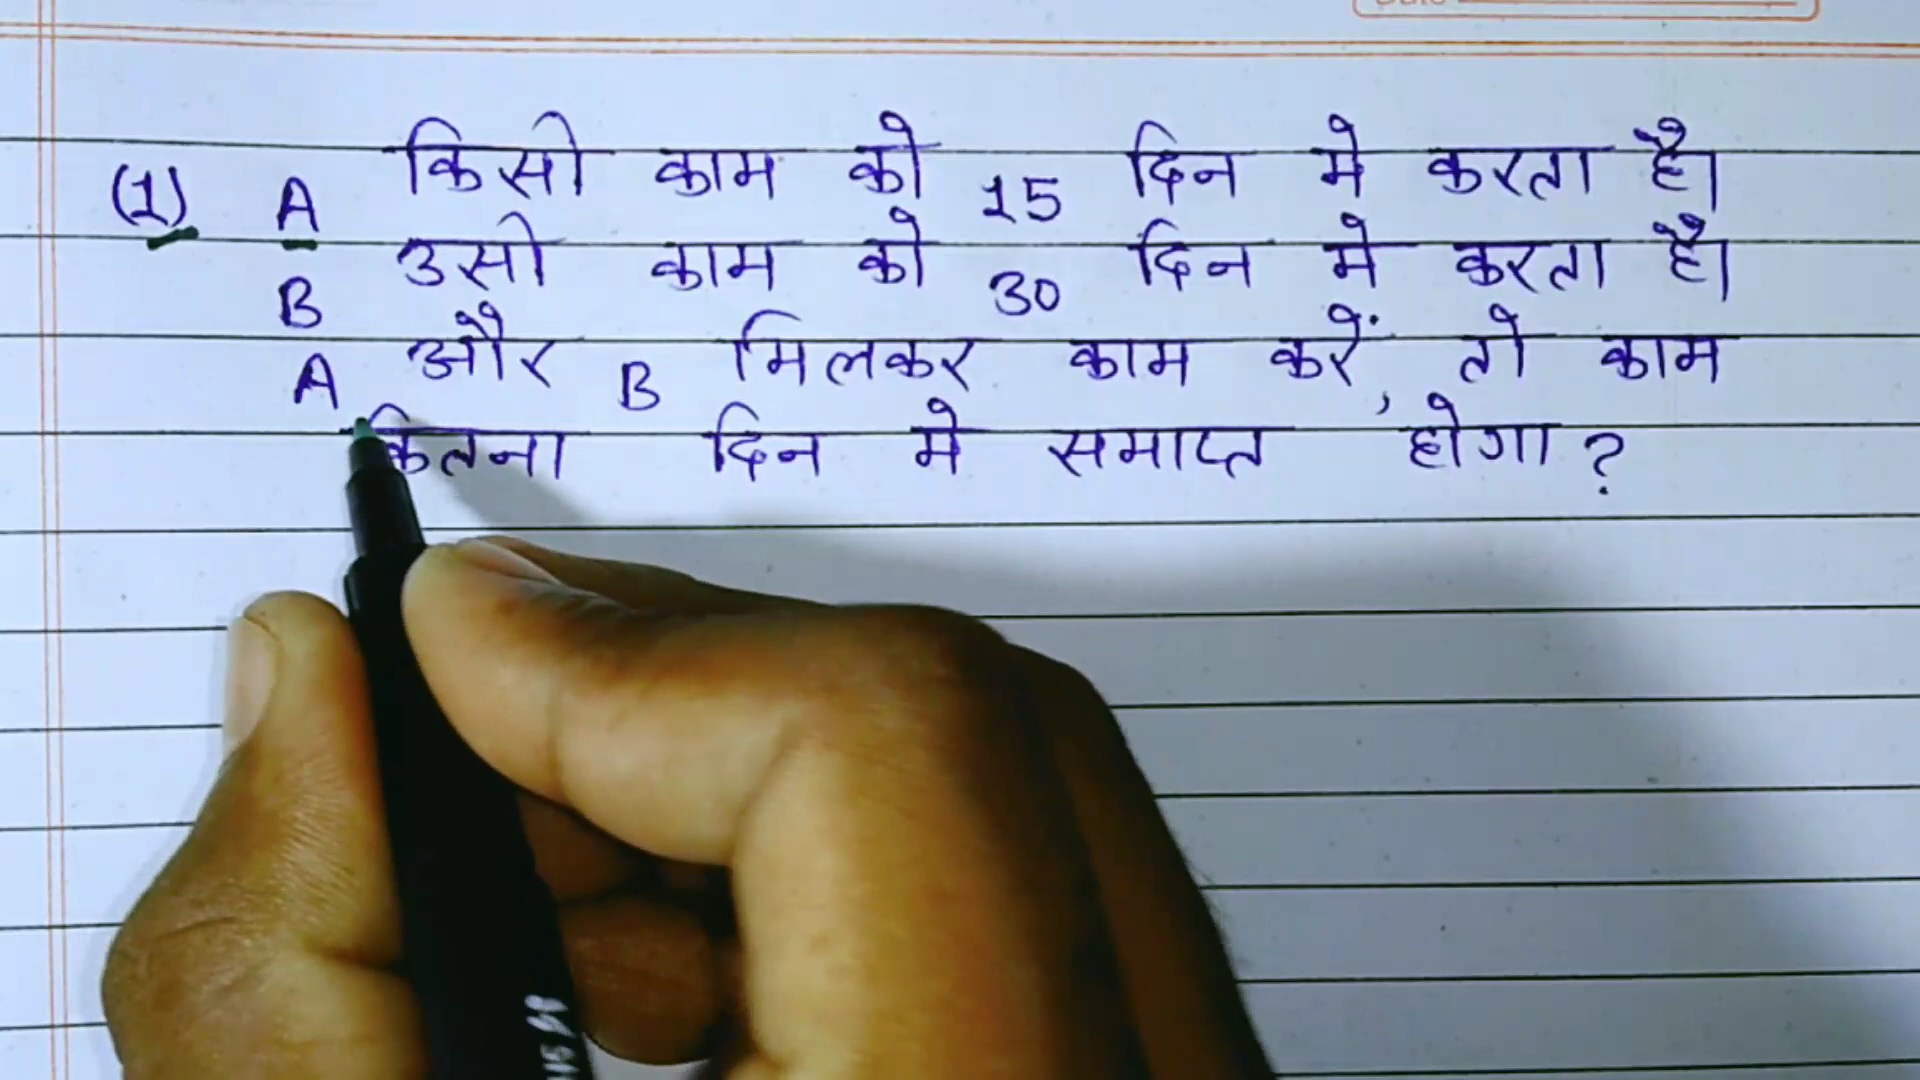 (1) A किसी काम को 15 दिन मे करता है।
B उसी काम को 30 दिन मे करता है।
A और B मिलकर काम करें, तो काम
कितना दिन मे समाप्त होगा?